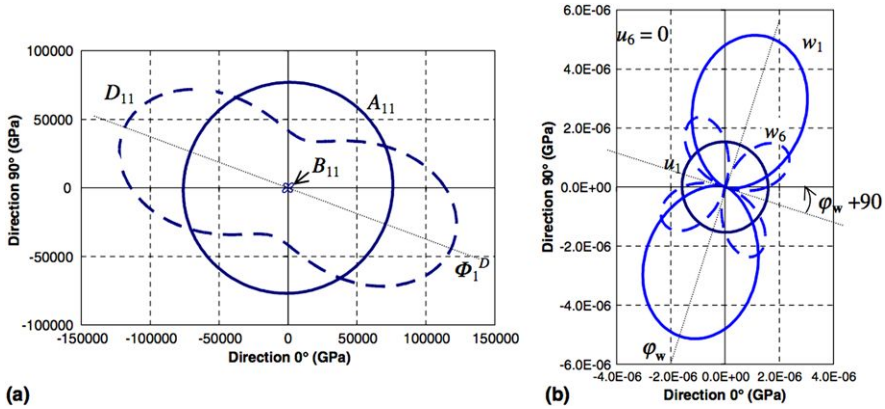 100000
50000
0
-50000
-100000
Direction 90° (GPa)
D11
A11
B11
Φ1D
-150000 -100000 -50000 0 50000 100000 150000
Direction 0° (GPa)
(a)
6.0E-06
4.0E-06
2.0E-06
0.0E+00
-2.0E-06
-4.0E-06
-6.0E-06
Direction 90° (GPa)
u6 = 0
w1
w6
u1
φw +90
φw
-4.0E-06 -2.0E-06 0.0E+00 2.0E-06 4.0E-06
Direction 0° (GPa)
(b)